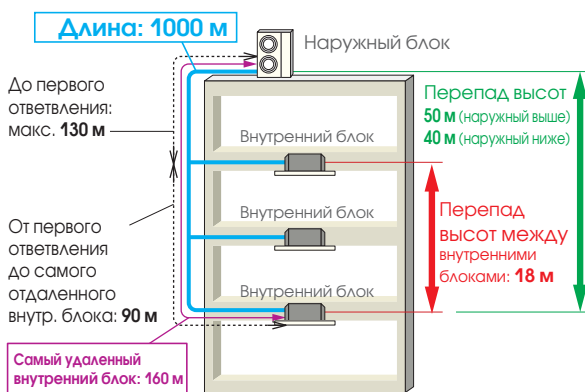 Длина: 1000 м
Наружный блок
До первого
ответвления:
макс. 130 м
Перепад высот
50 м (наружный выше)
40 м (наружный ниже)
Внутренний блок
Внутренний блок
Внутренний блок
Перепад
высот между
внутренними
блоками: 18 м
От первого
ответвления
до самого
отдаленного
внутр. блока: 90 м
Самый удаленный
внутренний блок: 160 м